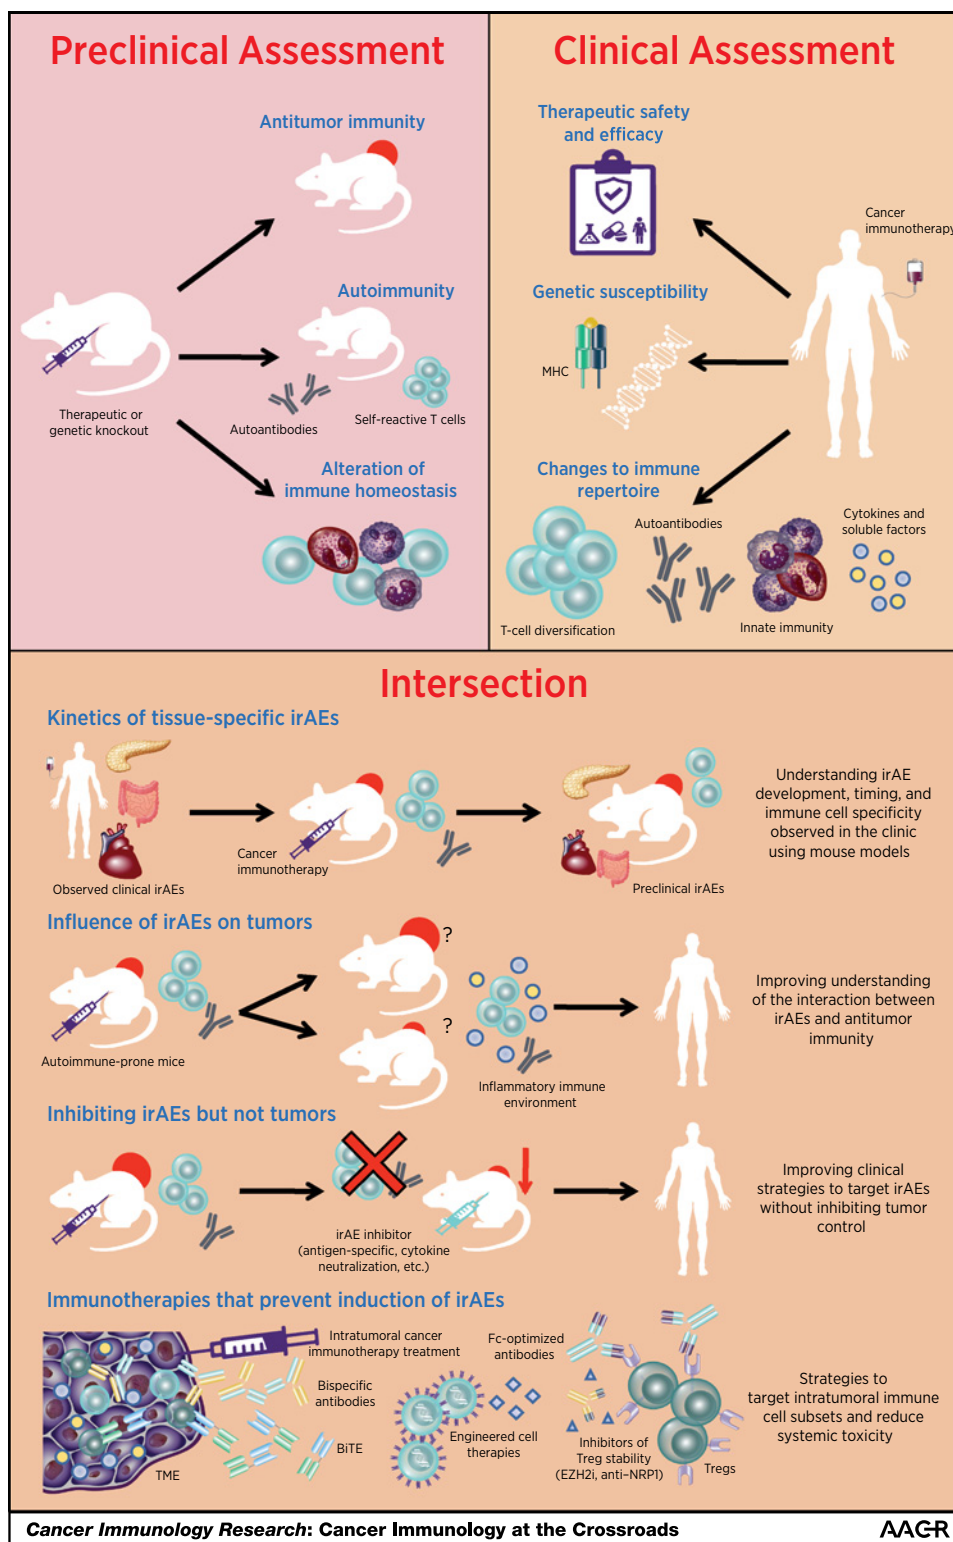 Preclinical Assessment
Antitumor immunity
Autoimmunity
Therapeutic or
genetic knockout
Autoantibodies
Self-reactive T cells
Alteration of
immune homeostasis
Clinical Assessment
Therapeutic safety
and efficacy
Cancer
immunotherapy
Genetic susceptibility
MHC
Changes to immune
repertoire
Autoantibodies
Cytokines and
soluble factors
T-cell diversification
Innate immunity
Intersection
Kinetics of tissue-specific irAEs
Observed clinical irAEs
Cancer
immunotherapy
Preclinical irAEs
Understanding irAE
development, timing, and
immune cell specificity
observed in the clinic
using mouse models
Influence of irAEs on tumors
?
?
Autoimmune-prone mice
Inflammatory immune
environment
Improving understanding
of the interaction between
irAEs and antitumor
immunity
Inhibiting irAEs but not tumors
irAE inhibitor
(antigen-specific, cytokine
neutralization, etc.)
Improving clinical
strategies to target irAEs
without inhibiting tumor
control
Immunotherapies that prevent induction of irAEs
Intratumoral cancer
immunotherapy treatment
Bispecific
antibodies
BiTE
TME
Engineered cell
therapies
Fc-optimized
antibodies
Inhibitors of
Treg stability
(EZH2i, anti–NRP1)
Tregs
Strategies to
target intratumoral immune
cell subsets and reduce
systemic toxicity
Cancer Immunology Research: Cancer Immunology at the Crossroads
AACR